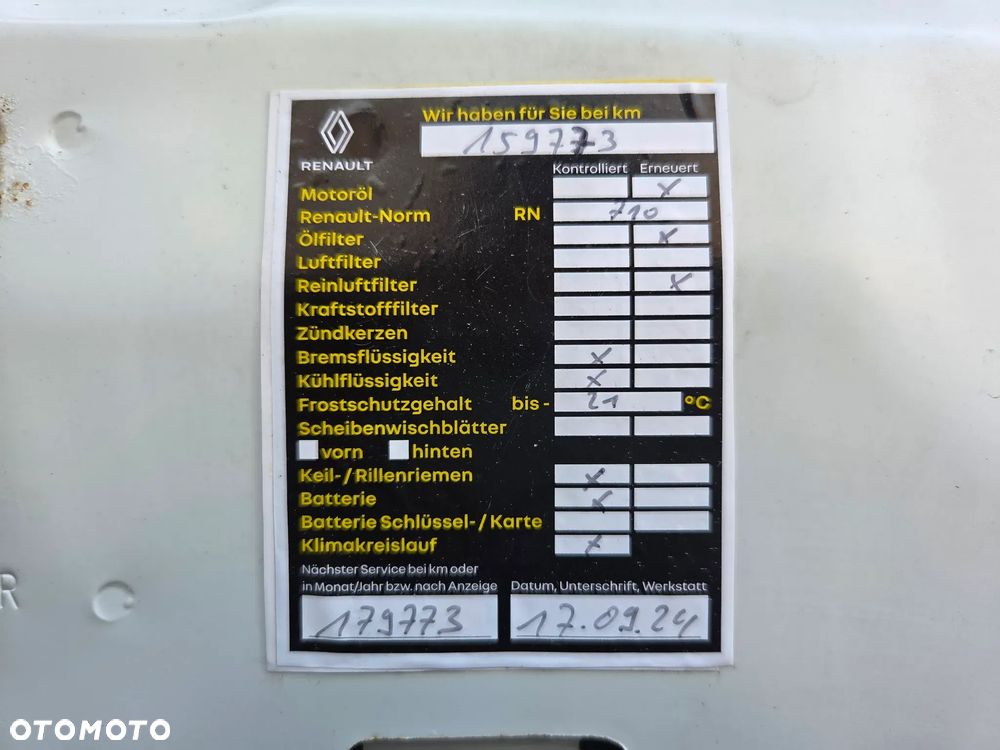 Wir haben für Sie bei km
159773
RENAULT
Kontrolliert Erneuert
Motoröl x
Renault-Norm RN 710
Ölfilter x
Luftfilter
Reinluftfilter x
Kraftstofffilter
Zündkerzen
Bremsflüssigkeit x
Kühlflüssigkeit x
Frostschutzgehalt bis - 21 °C
Scheibenwischblätter
vorn hinten
Keil-/Rillenriemen x
Batterie x
Batterie Schlüssel-/Karte
Klimakreislauf x
Nächster Service bei km oder
in Monat/Jahr bzw. nach Anzeige Datum, Unterschrift, Werkstatt
179773 17.09.24
R
OTOMOTO